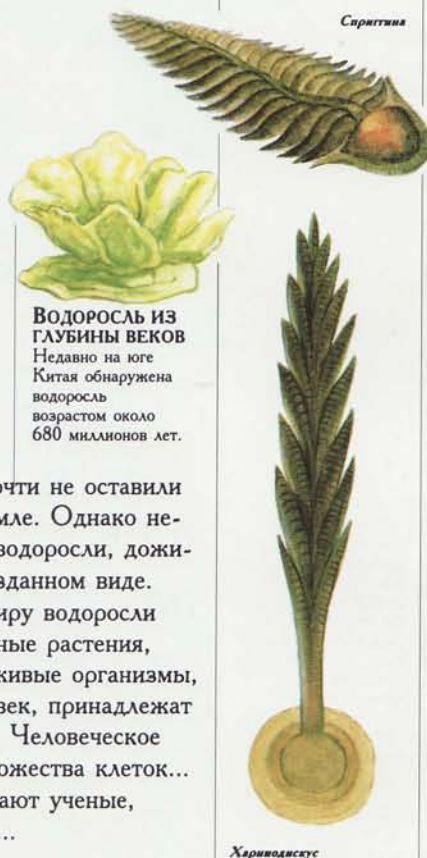 Сприггина
ВОДОРОСЛЬ ИЗ
ГЛУБИНЫ ВЕКОВ
Недавно на юге
Китая обнаружена
водоросль
возрастом около
680 миллионов лет.
очти не оставили
мле. Однако не-
водоросли, дожи-
зданном виде.
иру водоросли
ные растения,
живые организмы,
век, принадлежат
Человеческое
ожества клеток...
ают ученые,
...
Харниодискус